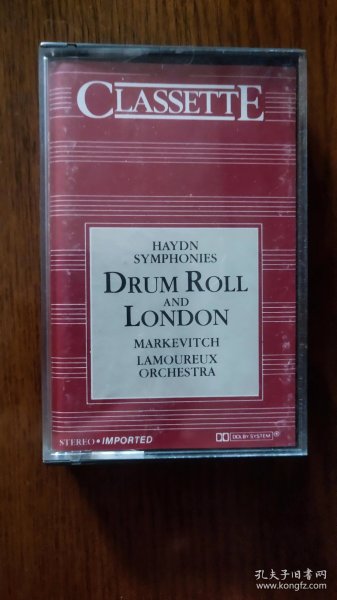 CLASSETTE
HAYDN
SYMPHONIES
DRUM ROLL
AND
LONDON
MARKEVITCH
LAMOUREUX
ORCHESTRA
STEREO • IMPORTED
DOLBY SYSTEM ®
孔夫子旧书网
www.kongfz.com